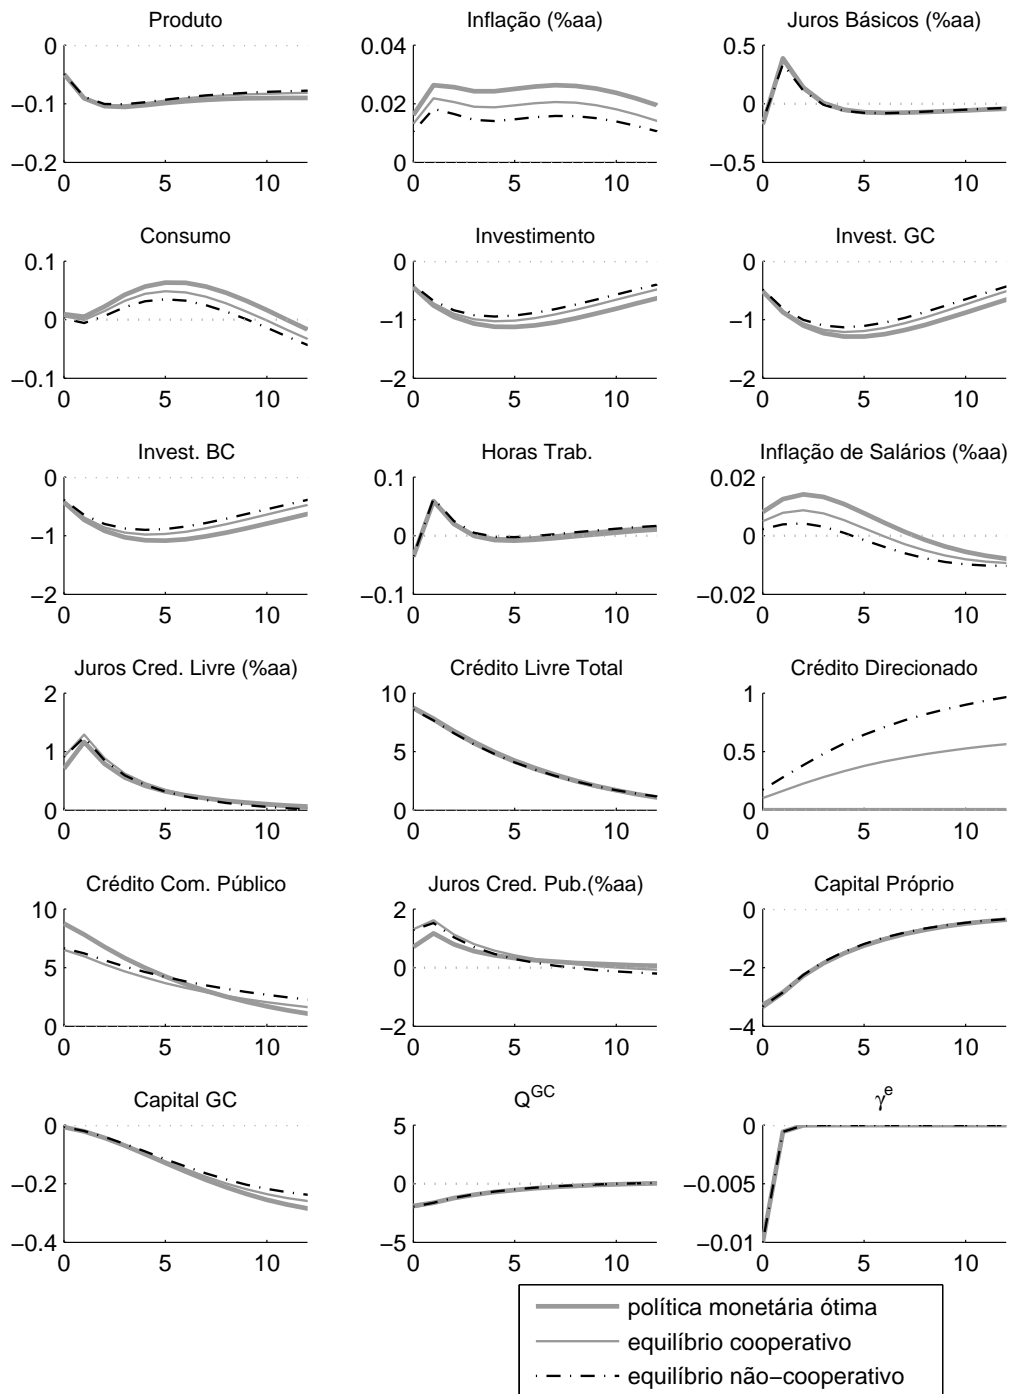 Produto Inflação (%aa) Juros Básicos (%aa)
0 0.04 0.5
−0.1 0.02 0
−0.2 0 −0.5
0 5 10 0 5 10 0 5 10
Consumo Investimento Invest. GC
0.1 0 0
0 −1 −1
−0.1 −2 −2
0 5 10 0 5 10 0 5 10
Invest. BC Horas Trab. Inflação de Salários (%aa)
0 0.1 0.02
−1 0 0
−2 −0.1 −0.02
0 5 10 0 5 10 0 5 10
Juros Cred. Livre (%aa) Crédito Livre Total Crédito Direcionado
2 10 1
1 5 0.5
0 0 0
0 5 10 0 5 10 0 5 10
Crédito Com. Público Juros Cred. Pub.(%aa) Capital Próprio
10 2 0
5 0 −2
0 −2 −4
0 5 10 0 5 10 0 5 10
Capital GC Q^GC γ^e
0 5 0
−0.2 0 −0.005
−0.4 −5 −0.01
0 5 10 0 5 10 0 5 10
política monetária ótima
equilíbrio cooperativo
equilíbrio não−cooperativo